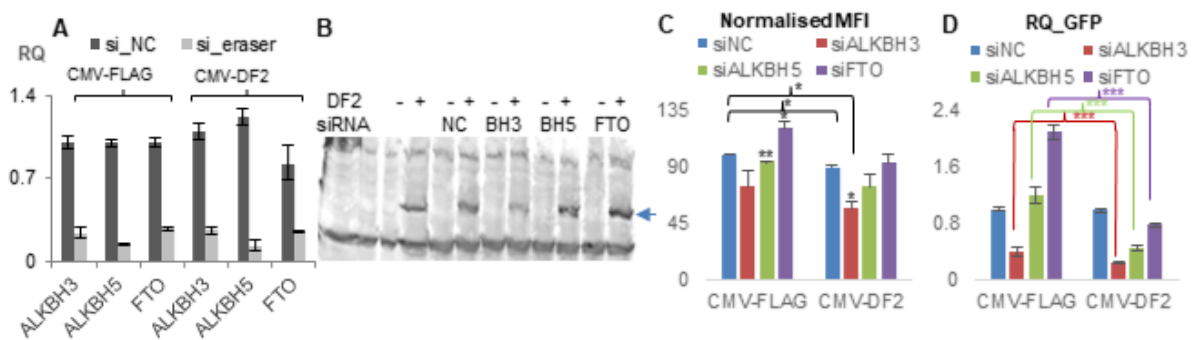 A
■ si_NC ■ si_eraser
RQ
CMV-FLAG CMV-DF2
1.4
0.7
0
ALKBH3 ALKBH5 FTO ALKBH3 ALKBH5 FTO
B
DF2 - + - + - + - + - +
siRNA NC BH3 BH5 FTO
C
Normalised MFI
■ siNC ■ siALKBH3
■ siALKBH5 ■ siFTO
*
*
*
135
**
90
*
45
0
CMV-FLAG CMV-DF2
D
RQ_GFP
■ siNC ■ siALKBH3
■ siALKBH5 ■ siFTO
***
***
***
2.4
1.6
0.8
0
CMV-FLAG CMV-DF2